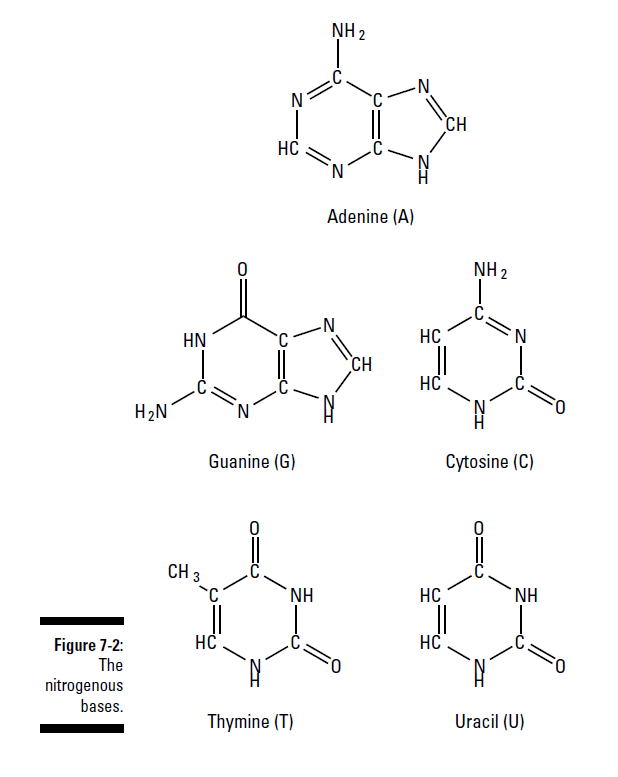 NH2
C
N C N
CH
HC C
N N
H
Adenine (A)
O
HN C N
CH
C C
H2N N N
H
Guanine (G)
NH2
C
HC N
HC C
N O
H
Cytosine (C)
O
CH3 C
C NH
HC C
N O
H
Thymine (T)
O
C
HC NH
HC C
N O
H
Uracil (U)
Figure 7-2:
The
nitrogenous
bases.